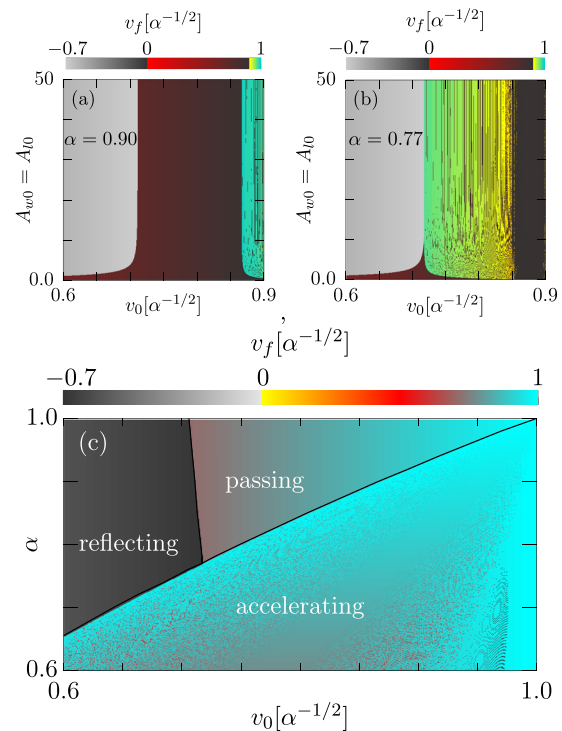 v_f[α^{-1/2}] v_f[α^{-1/2}]
−0.7 0 1 −0.7 0 1
50 (a) 50 (b)
α = 0.90 α = 0.77
A_{w0} = A_{l0} A_{w0} = A_{l0}
0.0 0.0
0.6 v_0[α^{-1/2}] 0.9 0.6 v_0[α^{-1/2}] 0.9
,
v_f[α^{-1/2}]
−0.7 0 1
1.0 (c)
passing
α reflecting
accelerating
0.6
0.6 1.0
v_0[α^{-1/2}]